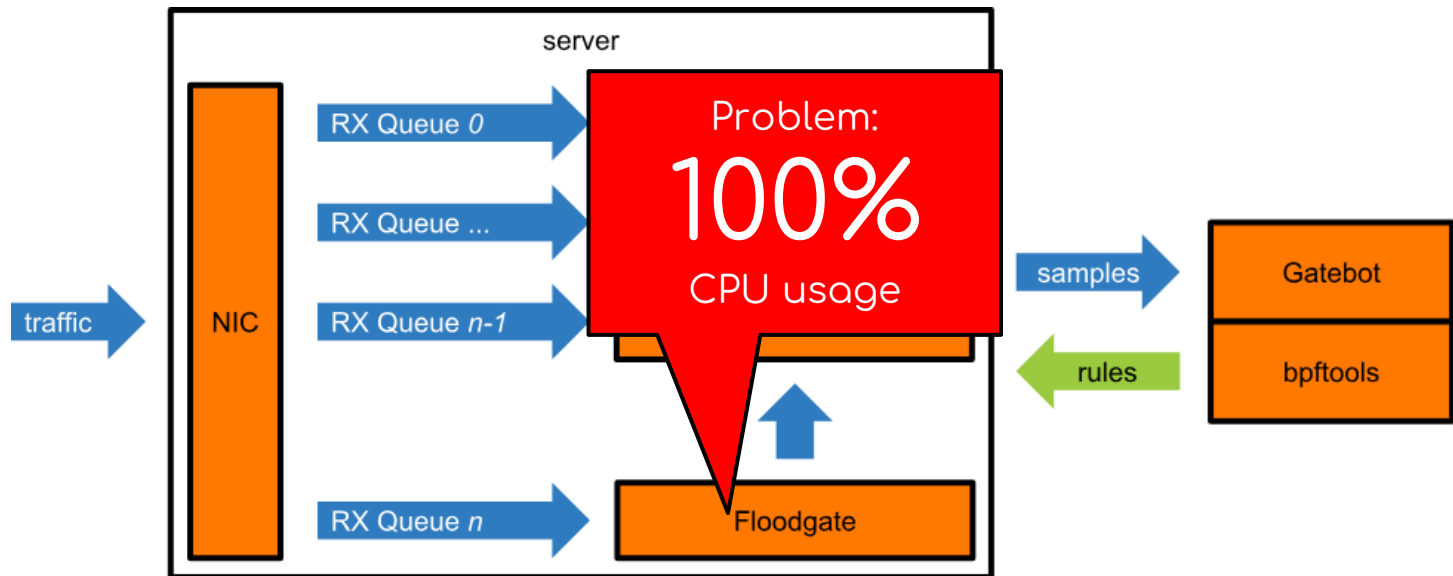 server
Problem:
100%
CPU usage
RX Queue 0
RX Queue ...
RX Queue n-1
RX Queue n
traffic
NIC
Floodgate
samples
rules
Gatebot
bpftools